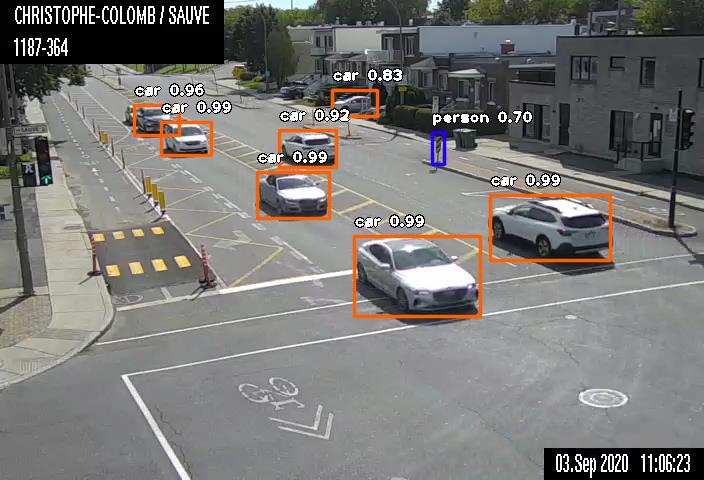 CHRISTOPHE-COLOMB / SAUVE
1187-364
car 0.83
car 0.96
car 0.99
car 0.92
person 0.70
car 0.99
car 0.99
car 0.99
SAUVE
03.Sep 2020 11:06:23